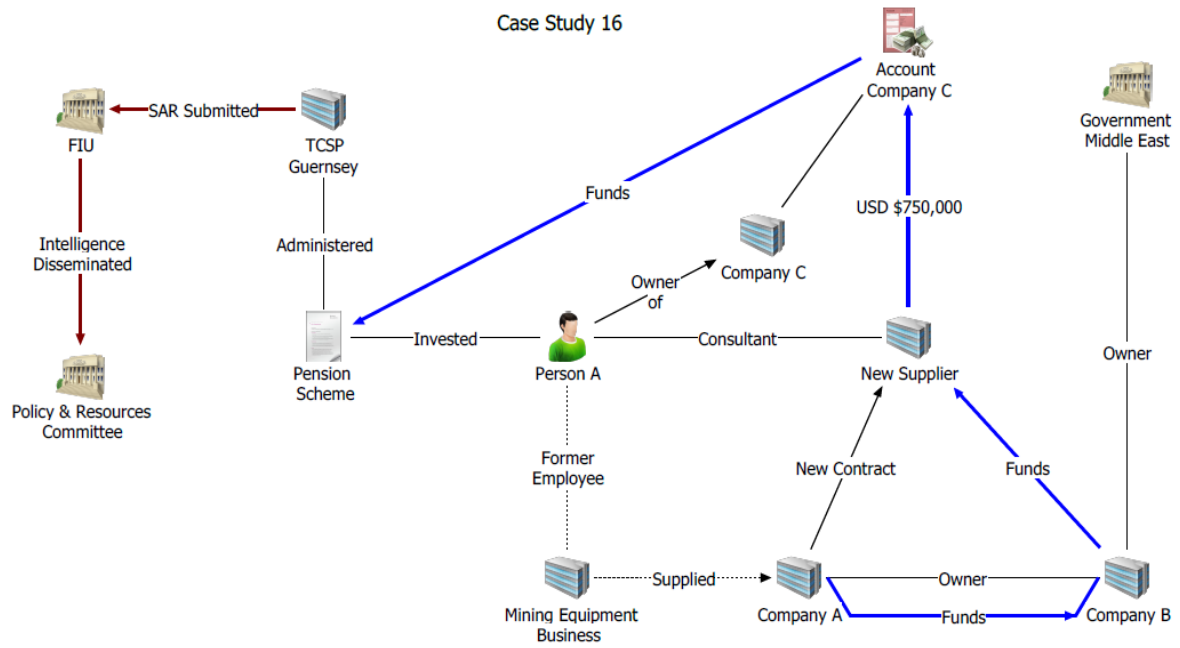 Case Study 16
Account
Company C
Government
Middle East
SAR Submitted
FIU
TCSP
Guernsey
Funds
USD $750,000
Intelligence
Disseminated
Administered
Company C
Owner
of
Invested
Consultant
Owner
Pension
Scheme
Person A
New Supplier
Policy & Resources
Committee
Former
Employee
New Contract
Funds
Supplied
Owner
Mining Equipment
Business
Company A
Funds
Company B